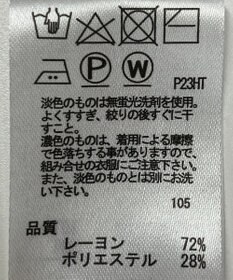 P23HT
淡色のものは無蛍光洗剤を使用。
よくすすぎ、絞りの後すぐに干
すこと。
濃色のものは、着用による摩擦
で色落ちする事がありますので、
組み合せの衣服にご注意下さい。
また、淡色のものとは別にお洗
い下さい。
105
品質
レーヨン 72%
ポリエステル 28%